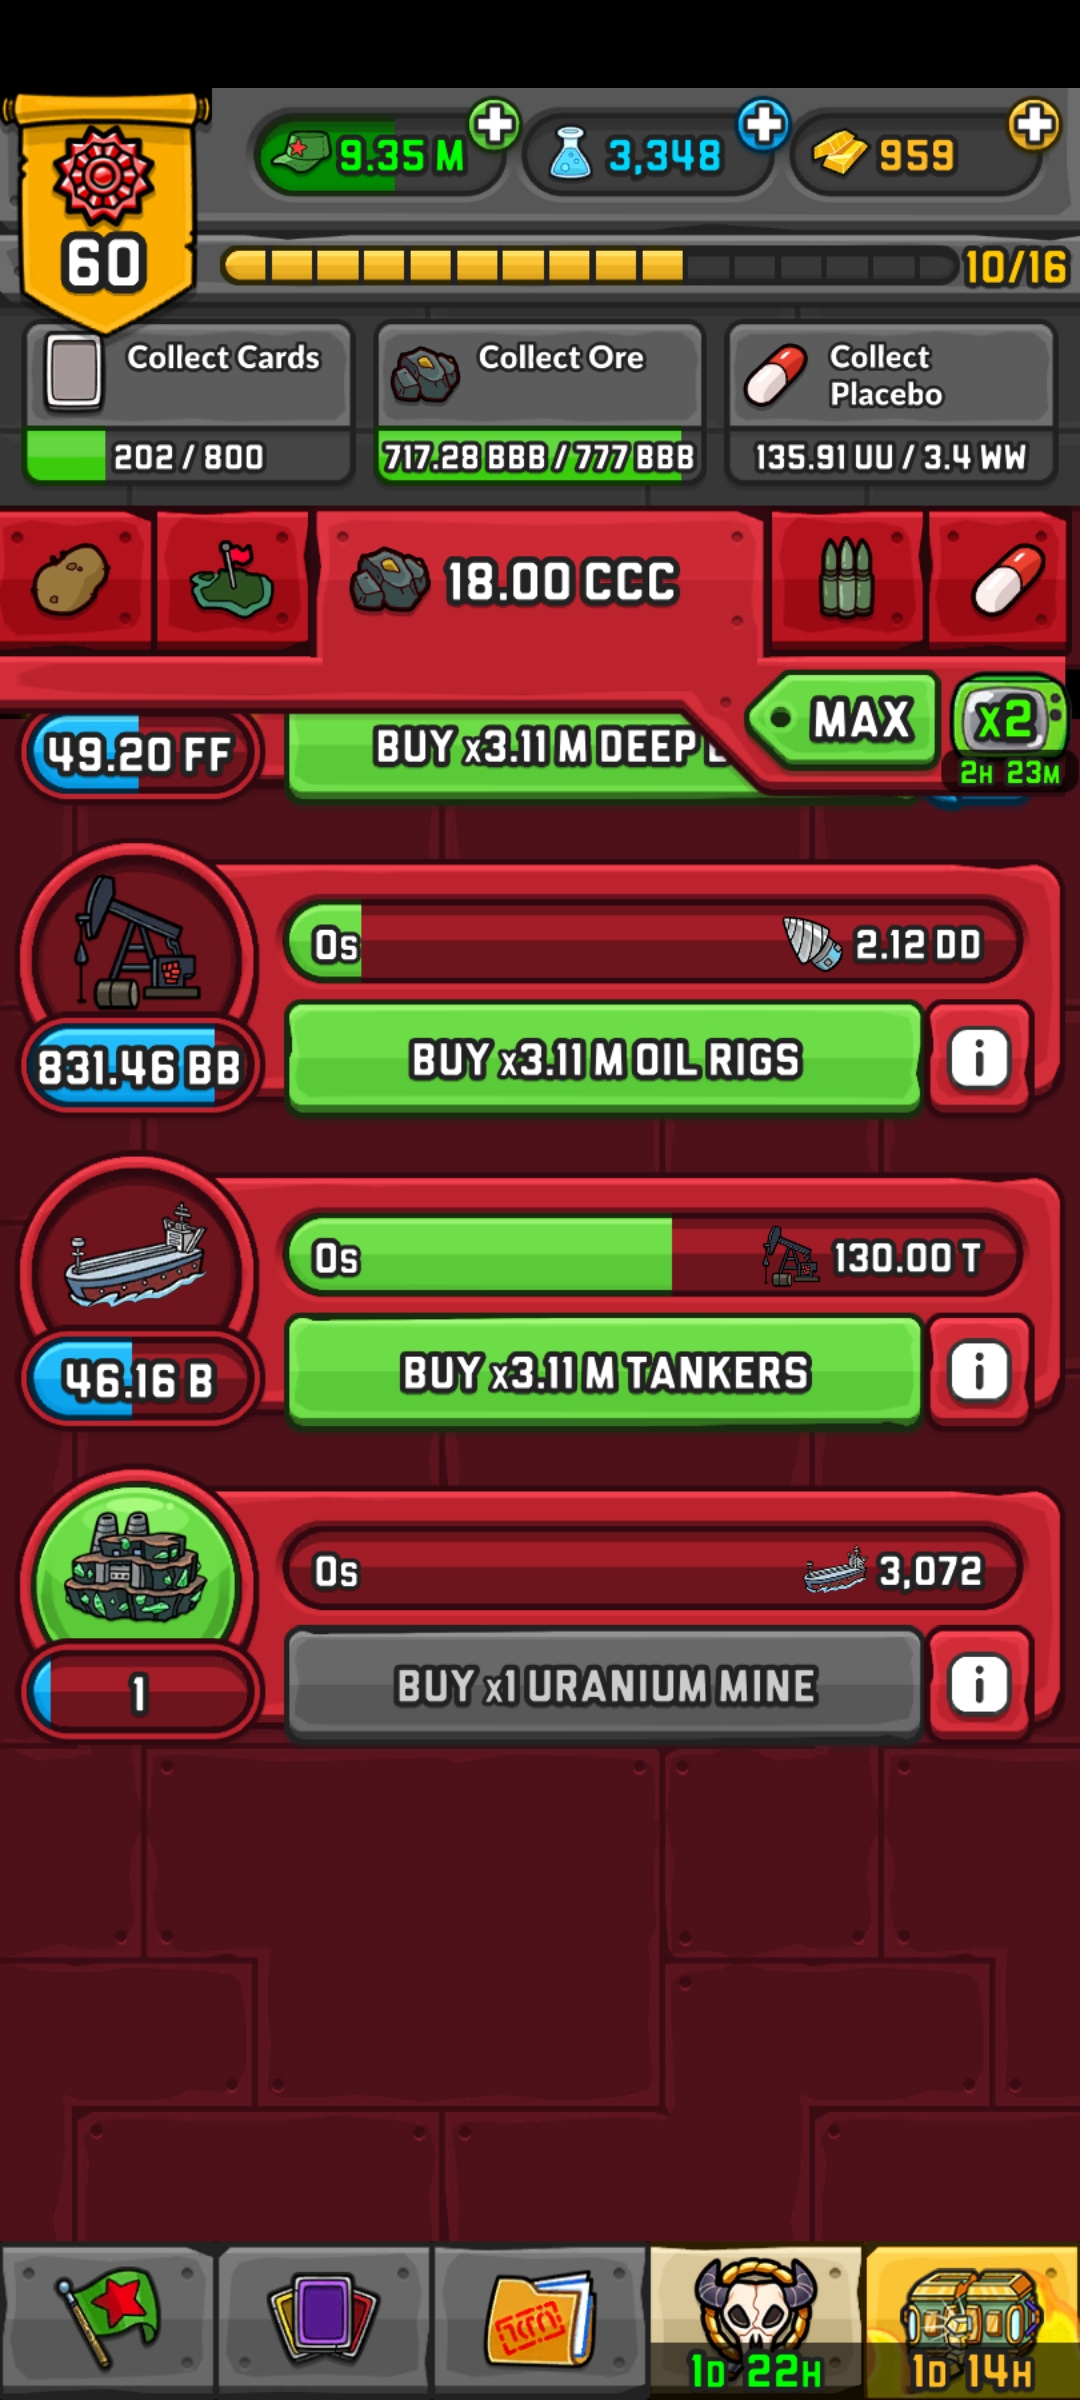 60
9.35 M
3,348
959
10/16
Collect Cards
202 / 800
Collect Ore
717.28 BBB / 777 BBB
Collect
Placebo
135.91 UU / 3.4 WW
18.00 CCC
MAX
x2
2H 23M
49.20 FF
BUY x3.11 M DEEP
0s
2.12 DD
831.46 BB
BUY x3.11 M OIL RIGS
i
0s
130.00 T
46.16 B
BUY x3.11 M TANKERS
i
0s
3,072
1
BUY x1 URANIUM MINE
i
1D 22H
1D 14H